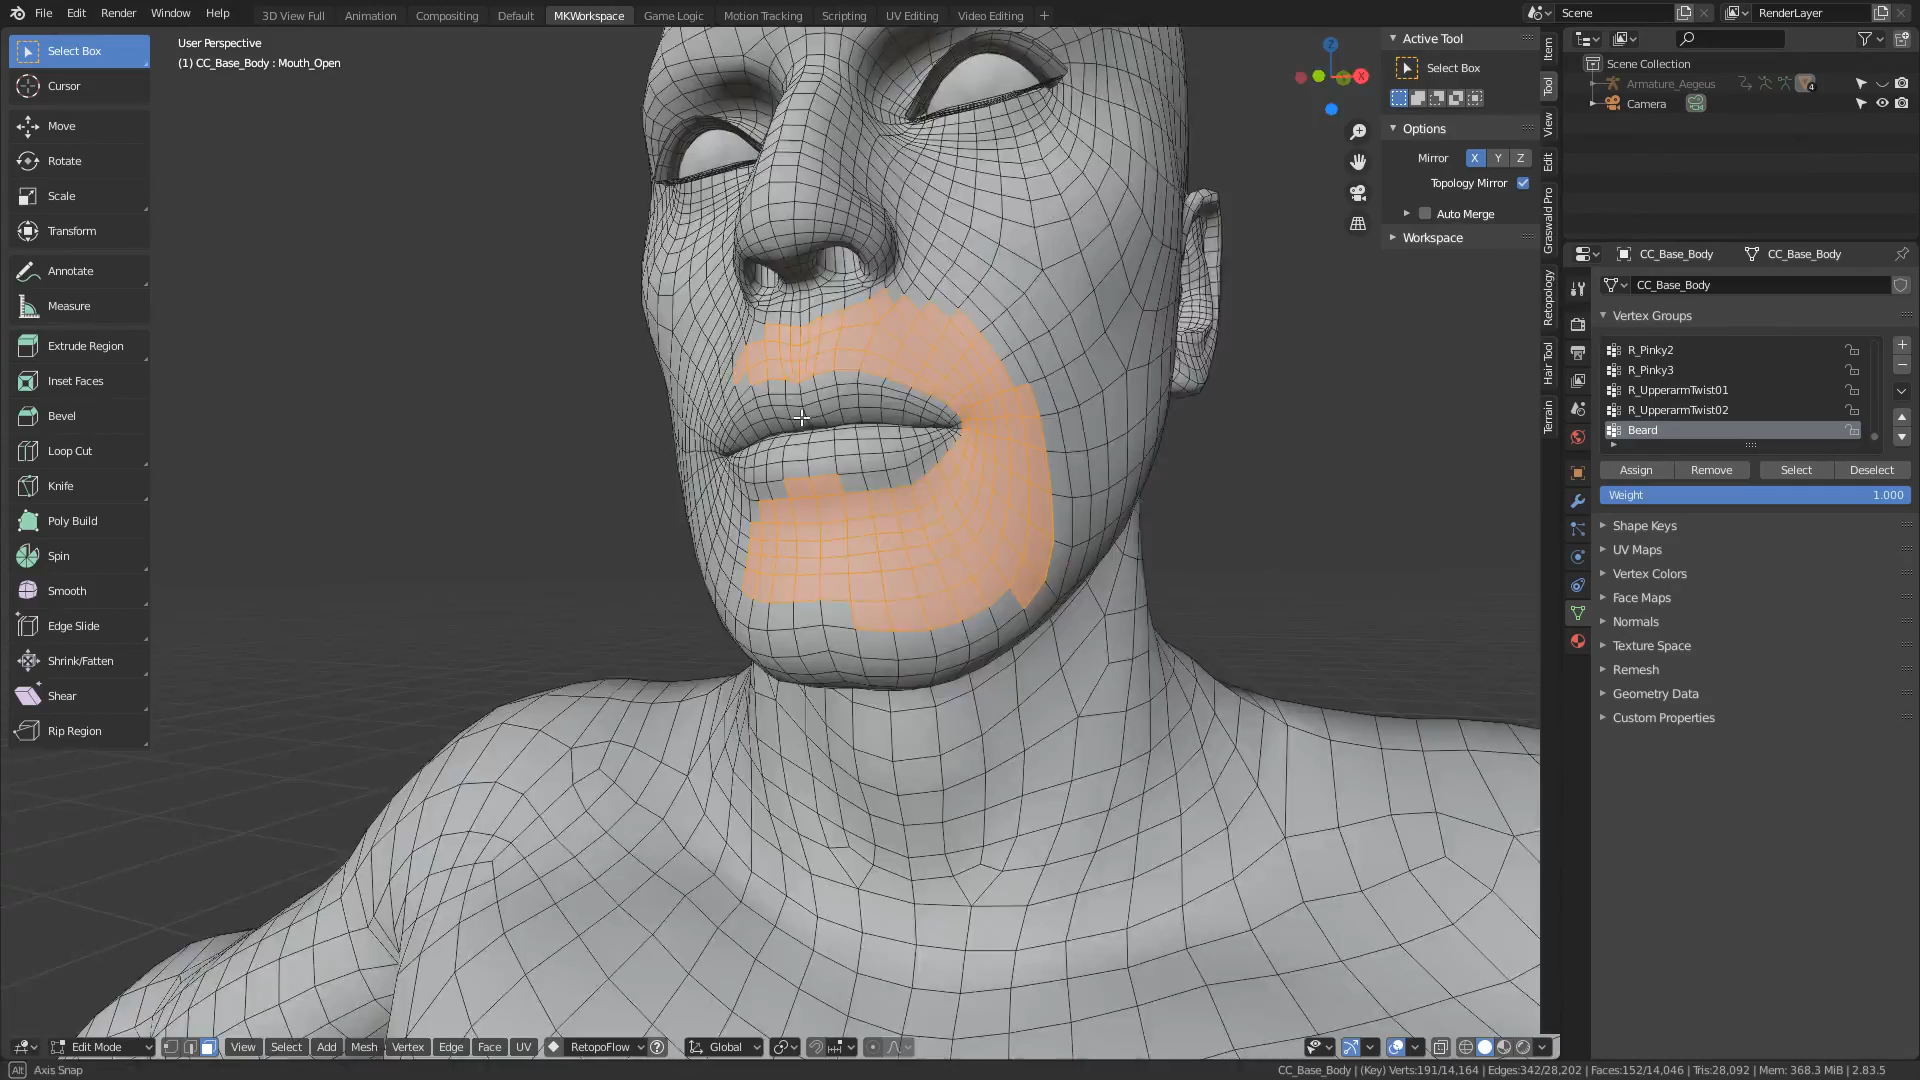 File Edit Render Window Help 3D View Full Animation Compositing Default MKWorkspace Game Logic Motion Tracking Scripting UV Editing Video Editing + Scene RenderLayer
User Perspective
(1) CC_Base_Body : Mouth_Open
Select Box
Cursor
Move
Rotate
Scale
Transform
Annotate
Measure
Extrude Region
Inset Faces
Bevel
Loop Cut
Knife
Poly Build
Spin
Smooth
Edge Slide
Shrink/Fatten
Shear
Rip Region
Z
X
Active Tool
Select Box
Options
Mirror X Y Z
Topology Mirror
Auto Merge
Workspace
Item
Tool
View
Edit
Graswald Pro
Retopology
Hair Tool
Terrain
Scene Collection
Armature_Aegeus 4
Camera
CC_Base_Body CC_Base_Body
CC_Base_Body
Vertex Groups
R_Pinky2
R_Pinky3
R_UpperarmTwist01
R_UpperarmTwist02
Beard
Assign Remove Select Deselect
Weight 1.000
Shape Keys
UV Maps
Vertex Colors
Face Maps
Normals
Texture Space
Remesh
Geometry Data
Custom Properties
Edit Mode View Select Add Mesh Vertex Edge Face UV RetopoFlow Global
Alt Axis Snap
CC_Base_Body | (Key) Verts:191/14,164 | Edges:342/28,202 | Faces:152/14,046 | Tris:28,092 | Mem: 368.3 MiB | 2.83.5